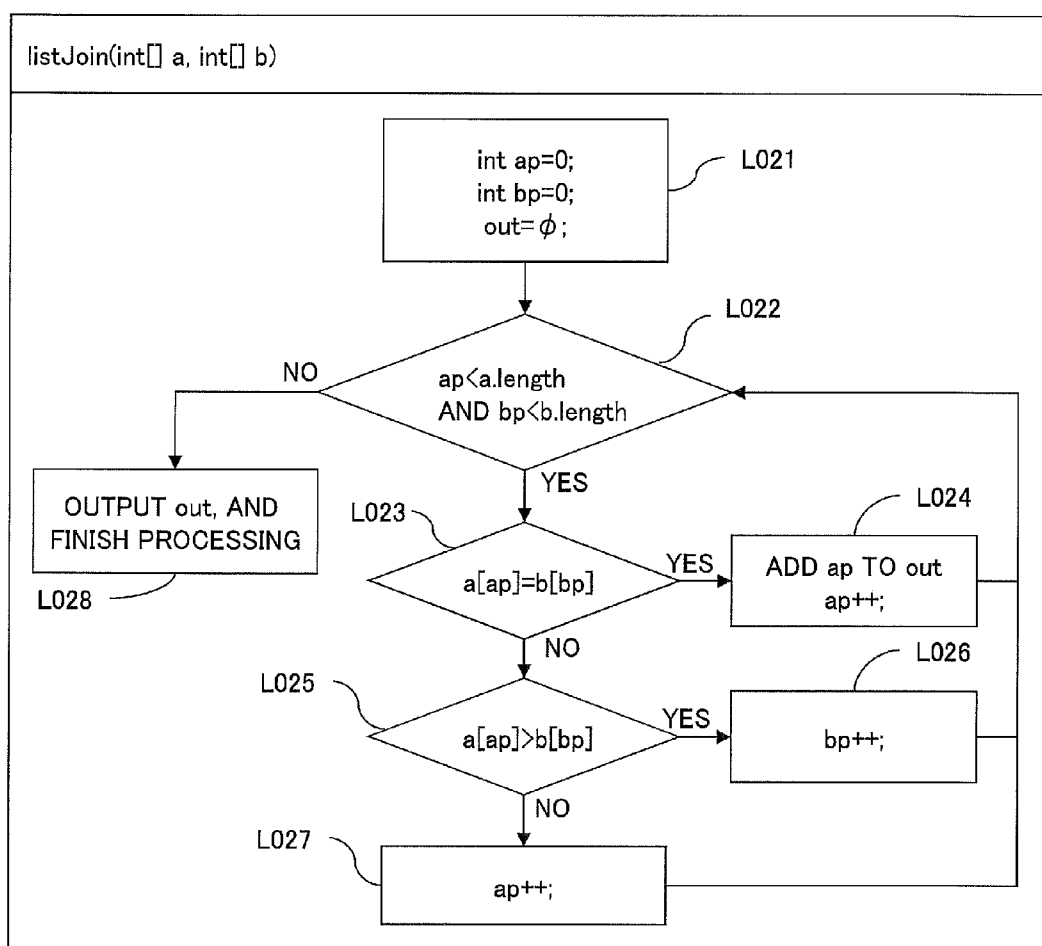 listJoin(int[] a, int[] b)
int ap=0;
int bp=0;
out=ϕ;
L021
L022
NO
ap<a.length
AND bp<b.length
YES
OUTPUT out, AND
FINISH PROCESSING
L028
L023
a[ap]=b[bp]
YES
L024
ADD ap TO out
ap++;
NO
L025
a[ap]>b[bp]
YES
L026
bp++;
NO
L027
ap++;